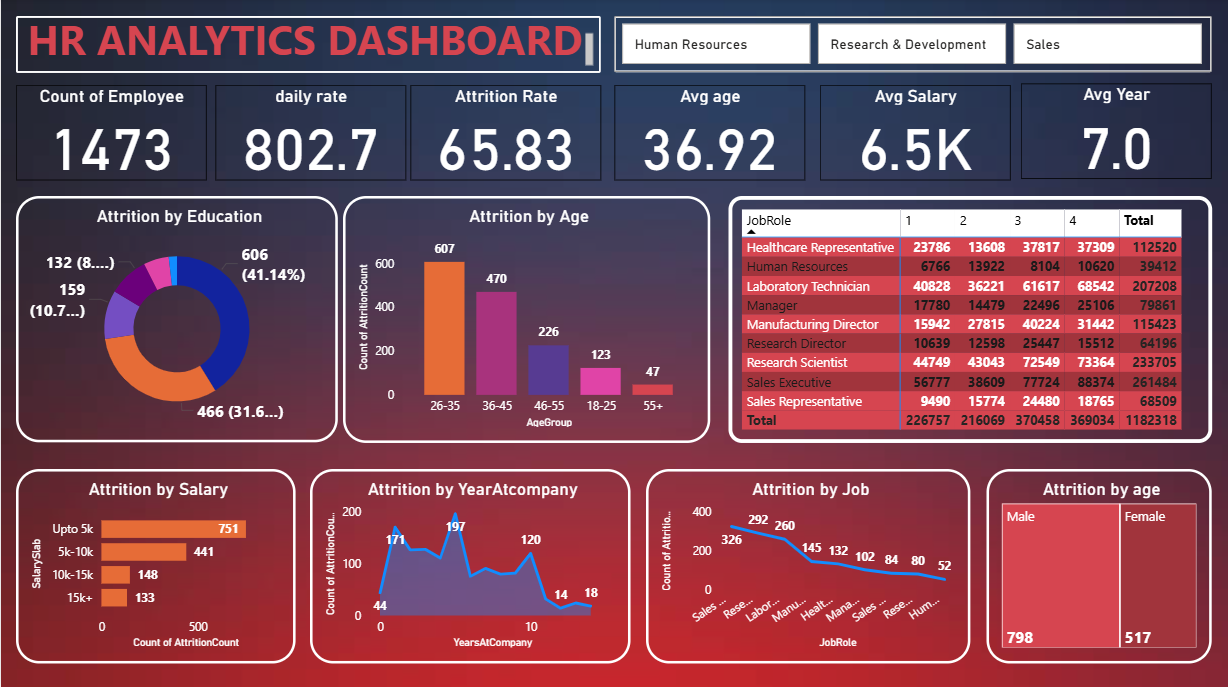 HR ANALYTICS DASHBOARD
Human Resources
Research & Development
Sales
Count of Employee
1473
daily rate
802.7
Attrition Rate
65.83
Avg age
36.92
Avg Salary
6.5K
Avg Year
7.0
Attrition by Education
606
(41.14%)
132 (8....)
159
(10.7...)
466 (31.6...)
Attrition by Age
Count of AttritionCount
600
400
200
0
607
470
226
123
47
26-35 36-45 46-55 18-25 55+
AgeGroup
JobRole 1 2 3 4 Total
Healthcare Representative 23786 13608 37817 37309 112520
Human Resources 6766 13922 8104 10620 39412
Laboratory Technician 40828 36221 61617 68542 207208
Manager 17780 14479 22496 25106 79861
Manufacturing Director 15942 27815 40224 31442 115423
Research Director 10639 12598 25447 15512 64196
Research Scientist 44749 43043 72549 73364 233705
Sales Executive 56777 38609 77724 88374 261484
Sales Representative 9490 15774 24480 18765 68509
Total 226757 216069 370458 369034 1182318
Attrition by Salary
SalarySlab
Upto 5k 751
5k-10k 441
10k-15k 148
15k+ 133
0 500
Count of AttritionCount
Attrition by YearAtcompany
Count of AttritionCou...
200
100
0
44
171
197
120
14
18
0 10
YearsAtCompany
Attrition by Job
Count of Attritio...
400
200
0
326
292
260
145
132
102
84
80
52
Sales ...
Rese...
Labor...
Manu...
Healt...
Mana...
Sales ...
Rese...
Hum...
JobRole
Attrition by age
Male
798
Female
517